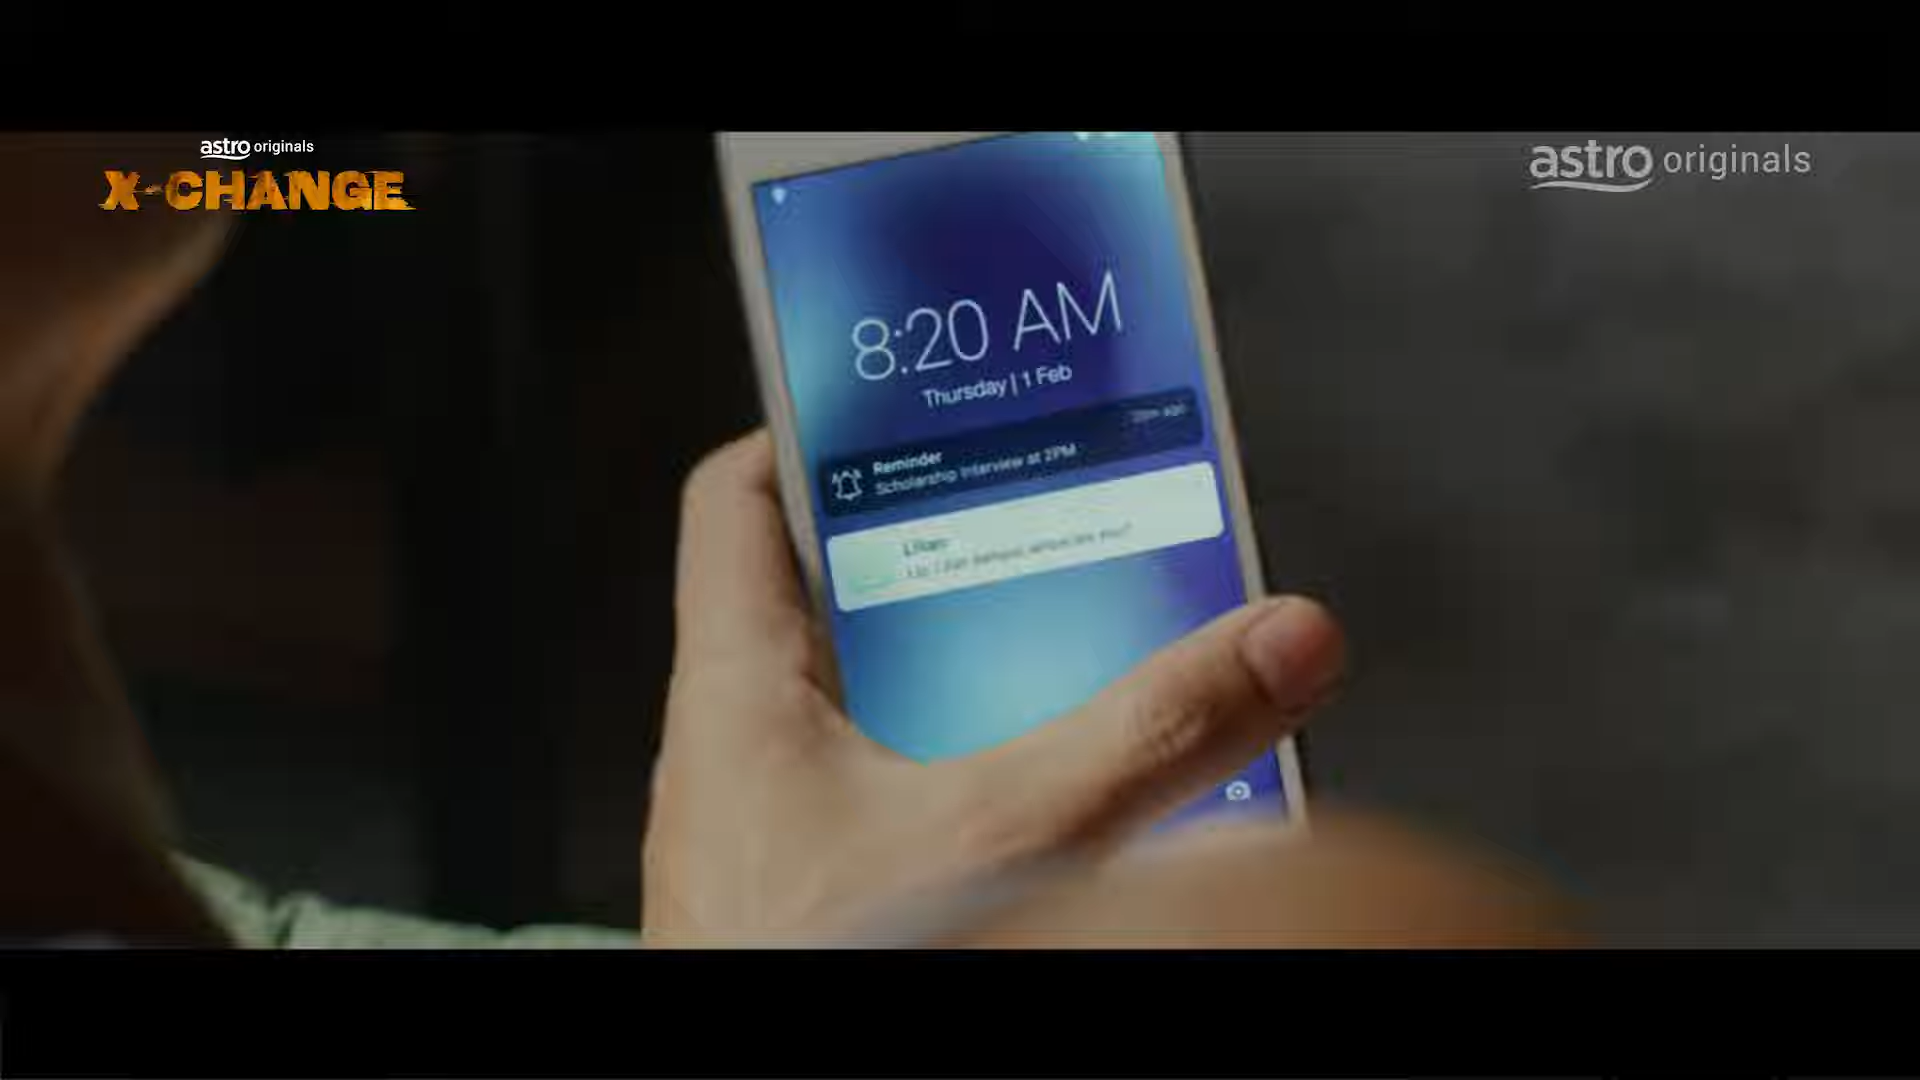 astro originals
X-CHANGE
astro originals
8:20 AM
Thursday | 1 Feb
Reminder
Scholarship Interview at 2PM
Lilian